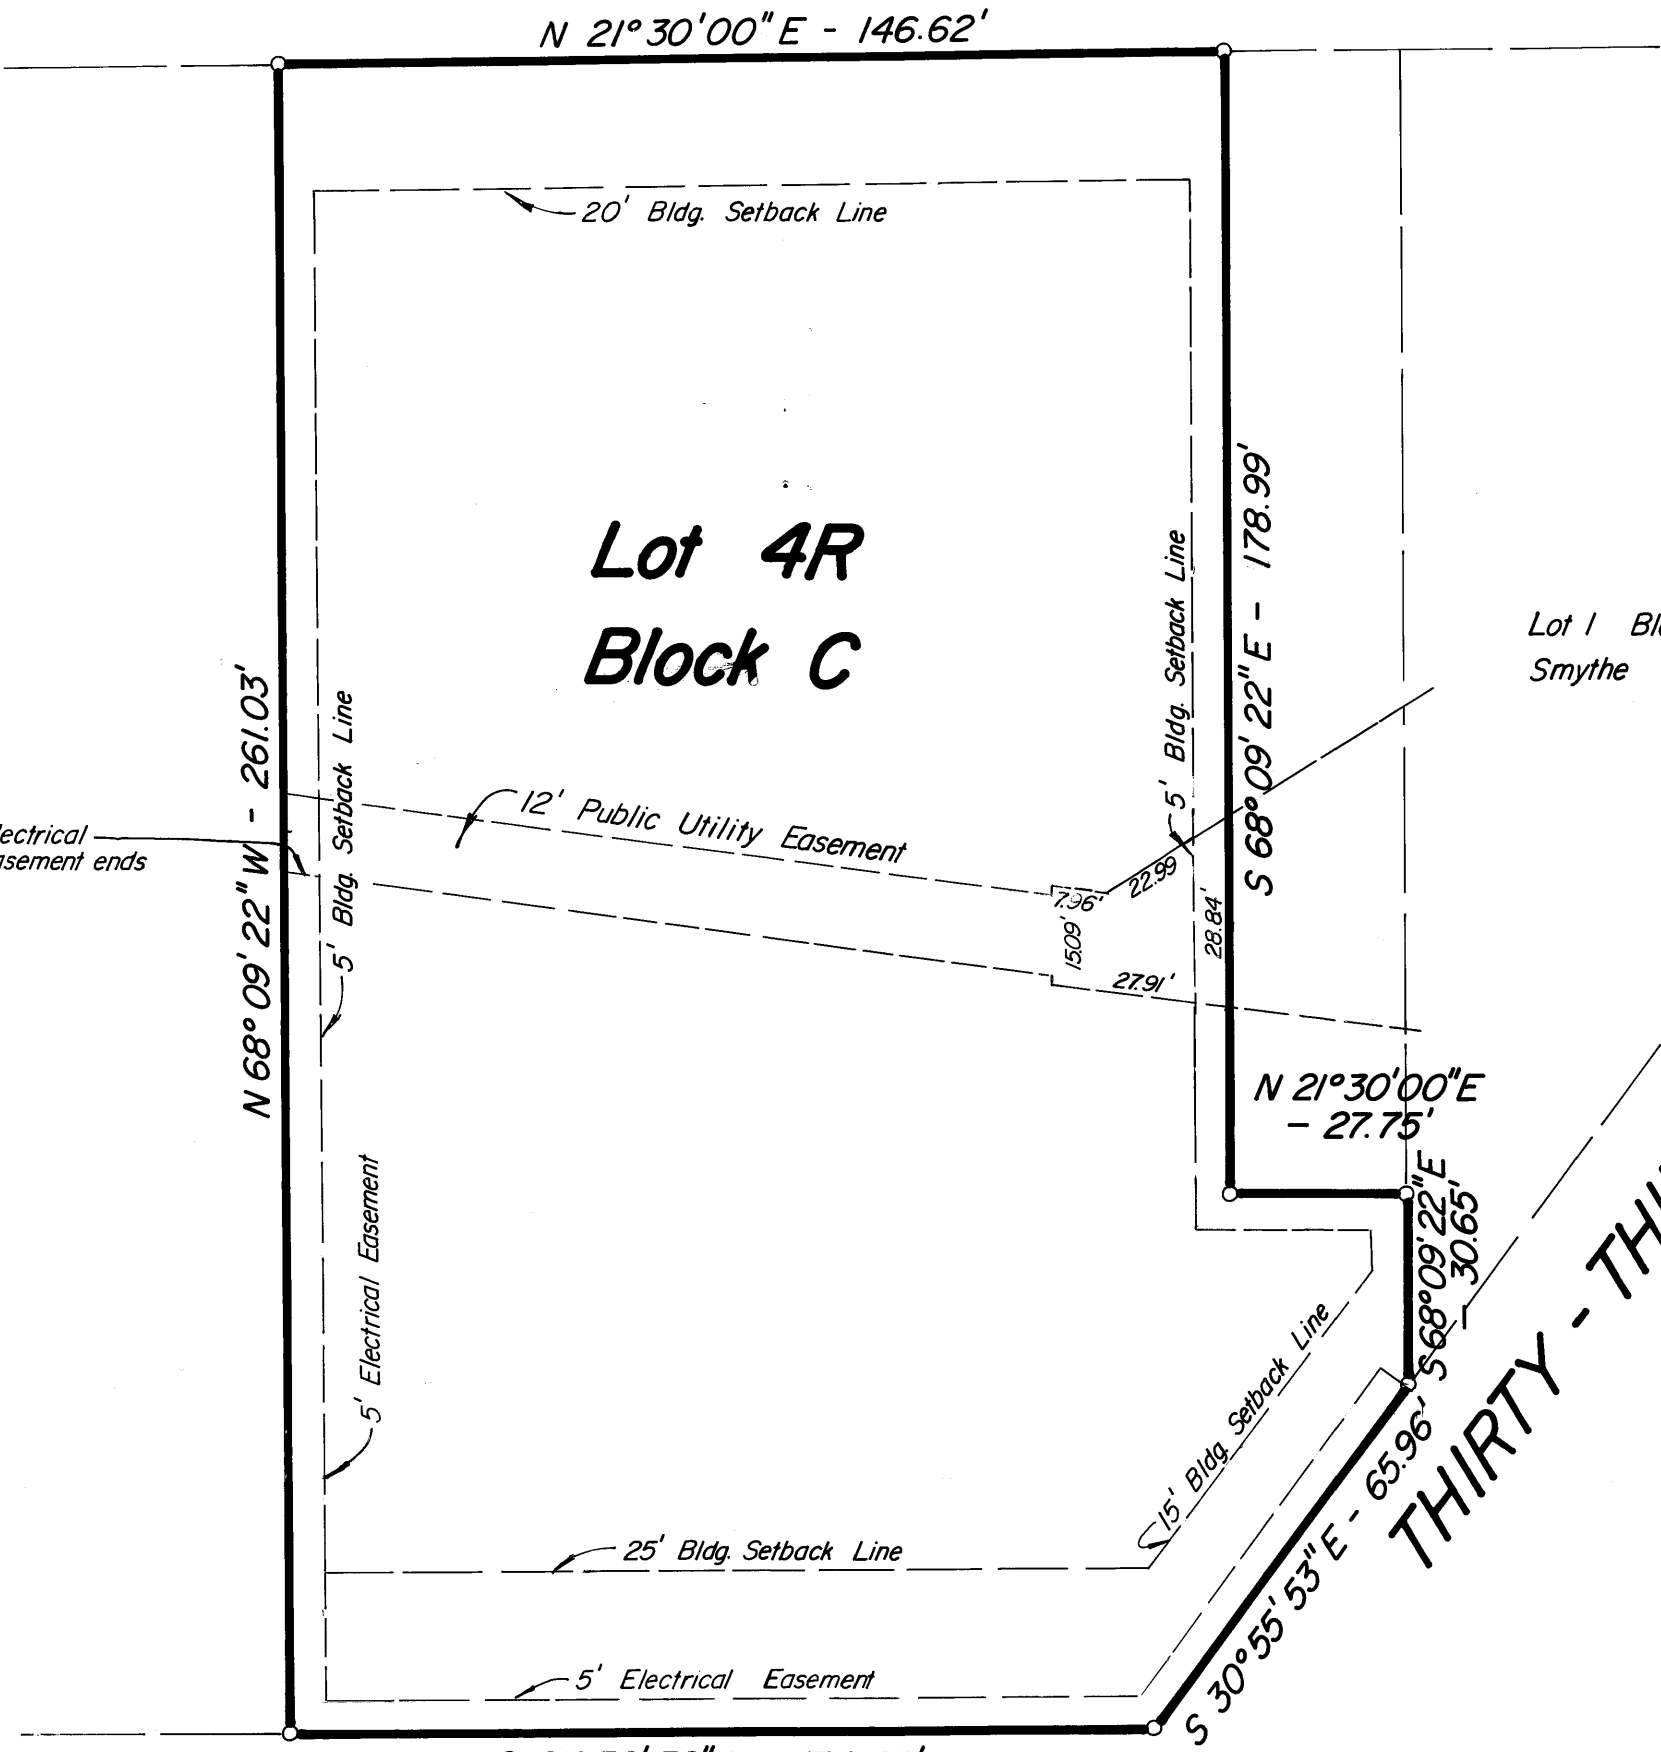 N 21°30'00"E - 146.62'
20' Bldg. Setback Line
Lot 4R
Block C
N 68°09'22"W - 261.03'
5' Bldg. Setback Line
5' Bldg. Setback Line
S 68°09'22"E - 178.99'
Lot 1
Smythe
12' Public Utility Easement
ends
7.96'
22.99
15.09'
28.84'
27.91'
N 21°30'00"E
- 27.75'
S 68°09'22"E
- 30.65'
5' Electrical Easement
15' Bldg. Setback Line
25' Bldg. Setback Line
5' Electrical Easement
S 30°55'53"E - 65.96'
THIRTY -